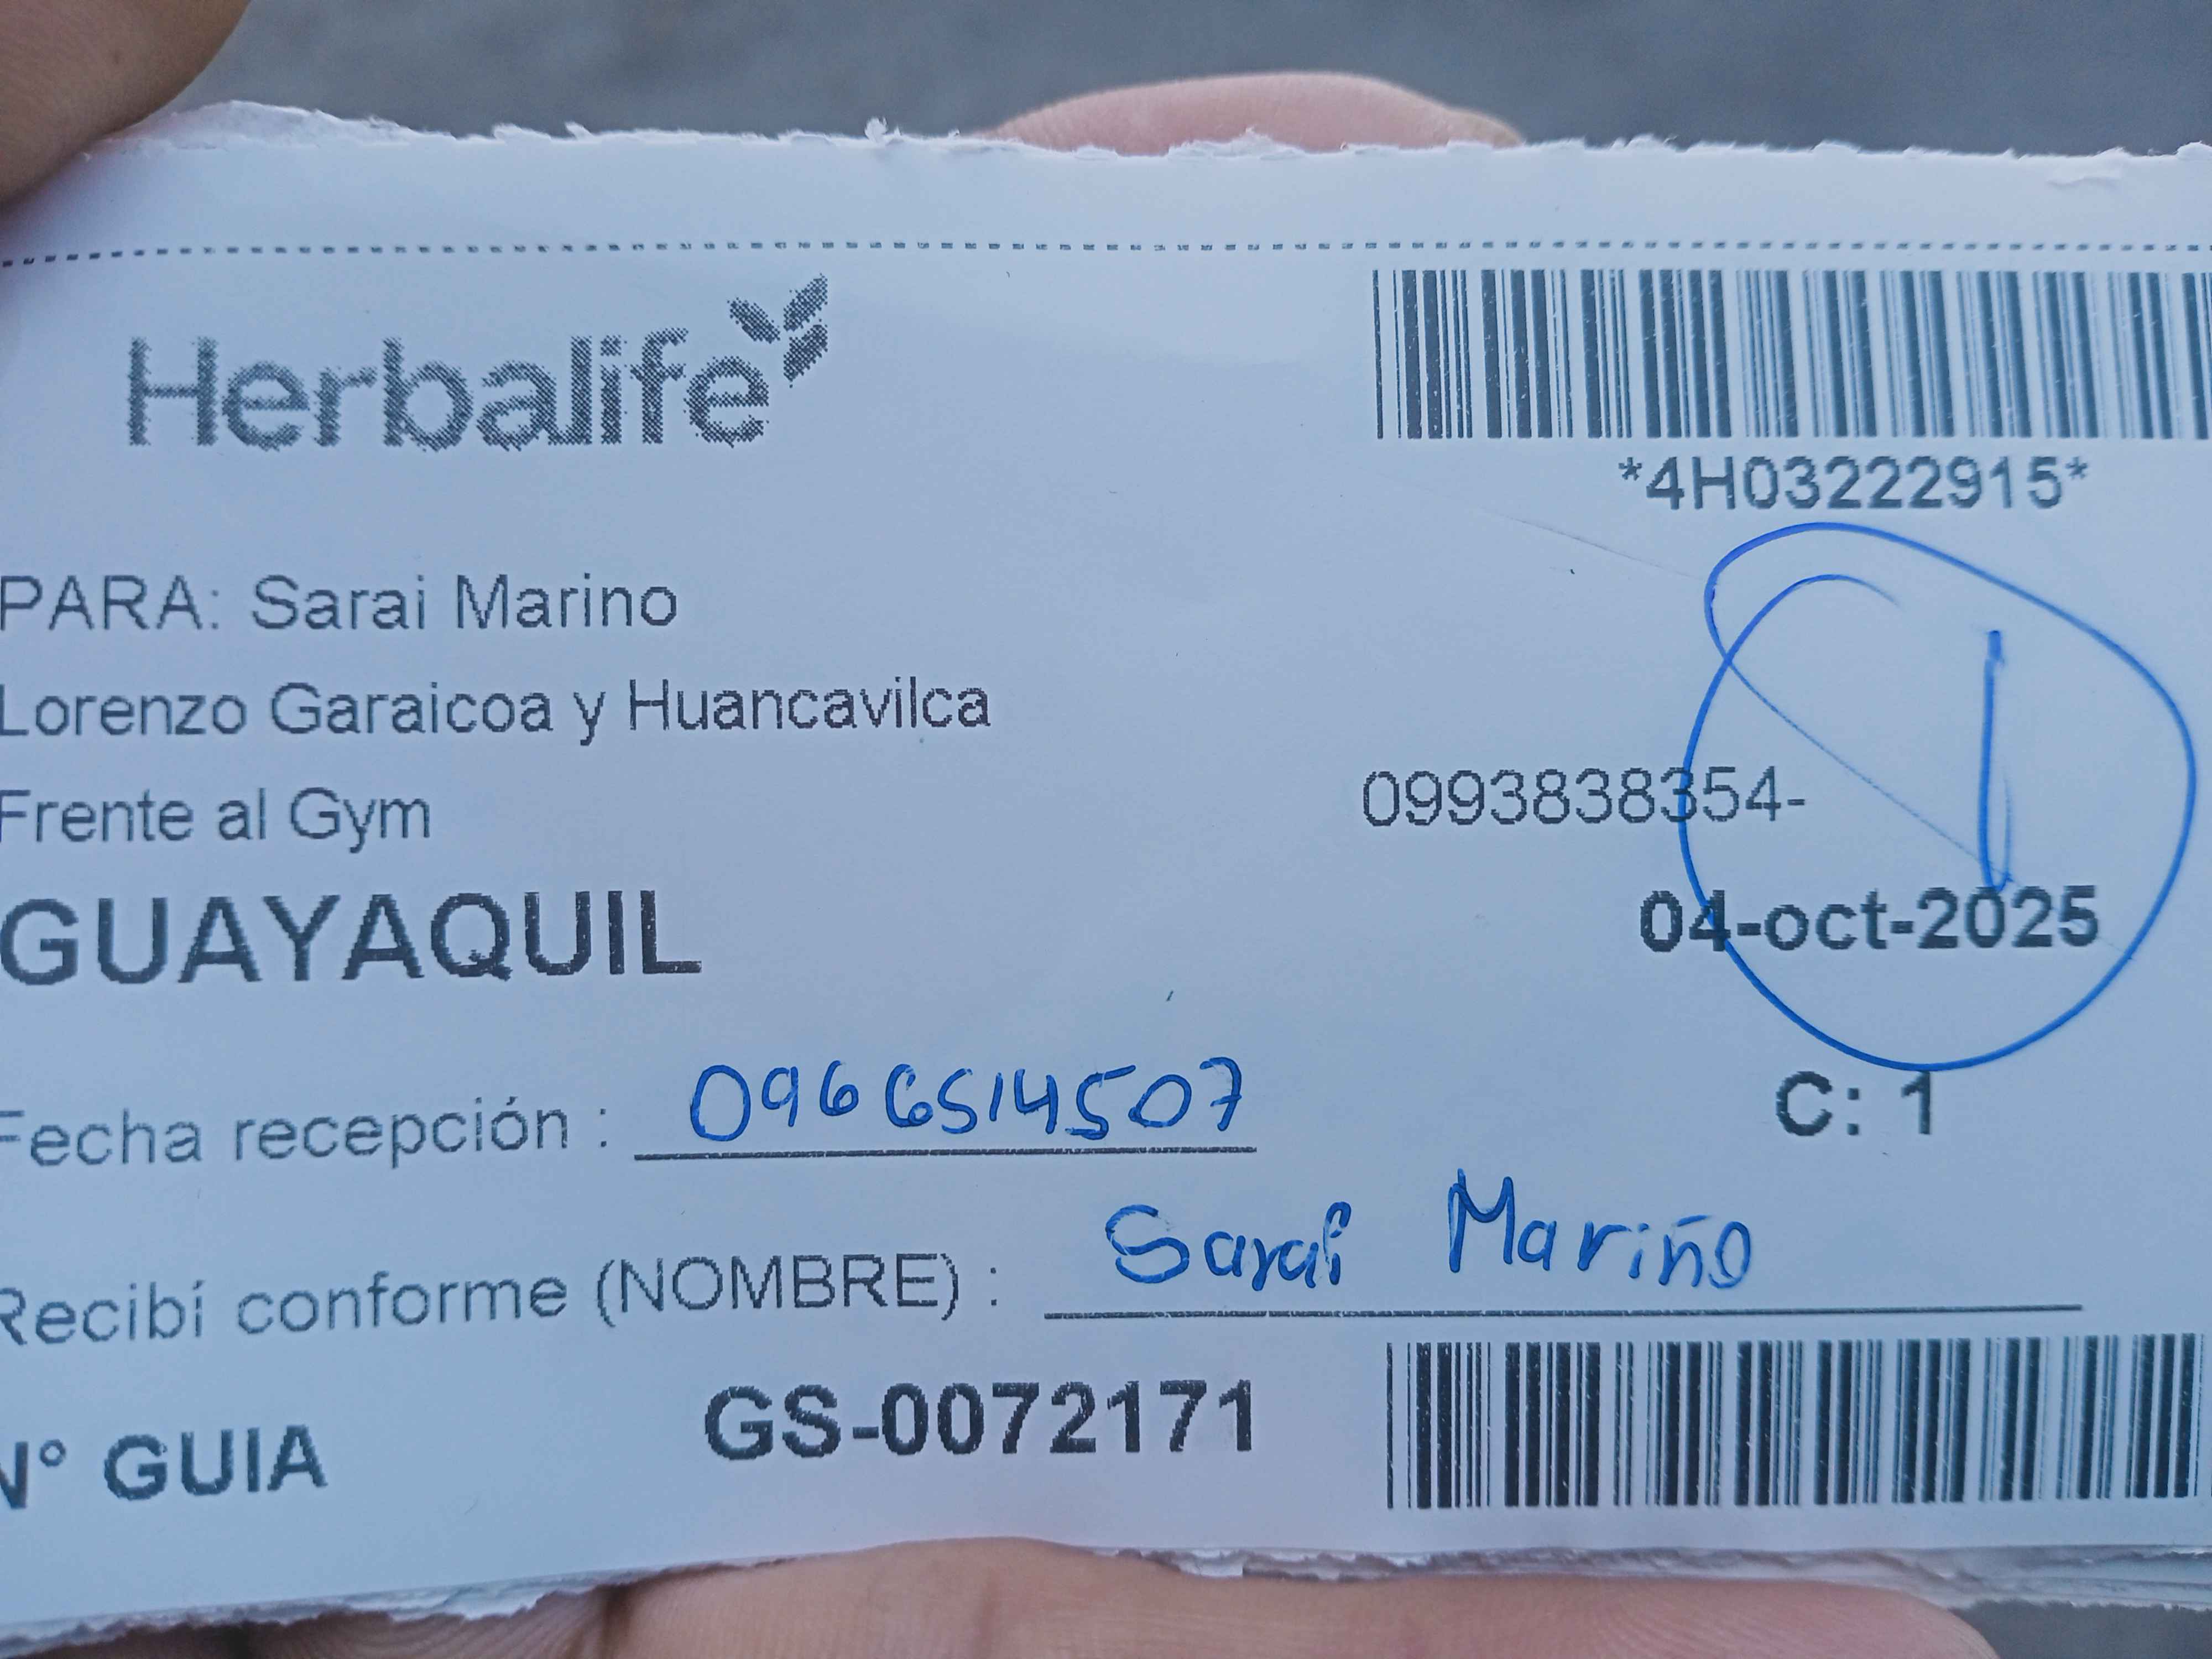 Herbalife
*4H03222915*
PARA: Sarai Marino
Lorenzo Garaicoa y Huancavilca
Frente al Gym
0993838354-
GUAYAQUIL
04-oct-2025
1
Fecha recepción : 0966514507
C: 1
Recibí conforme (NOMBRE) : Sarai Mariño
N° GUIA GS-0072171